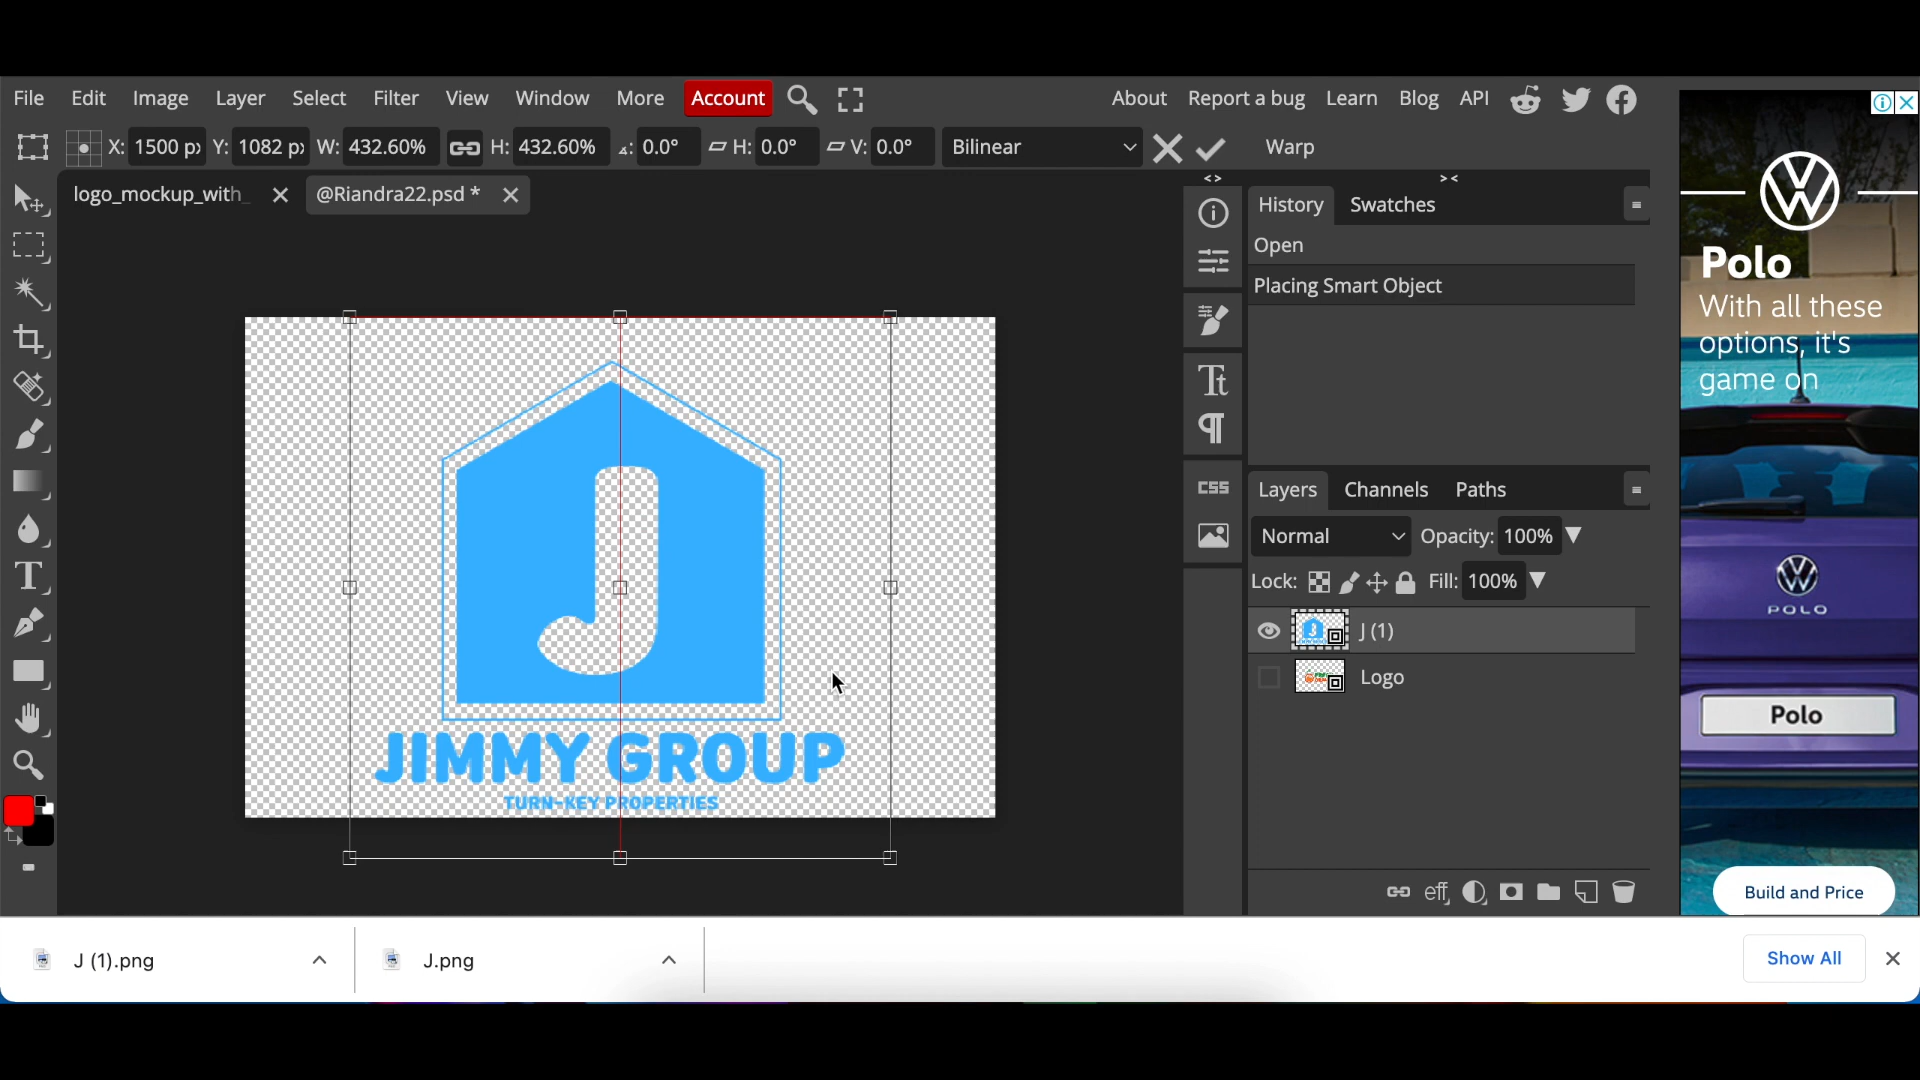 File Edit Image Layer Select Filter View Window More Account About Report a bug Learn Blog API
X: 1500 px Y: 1082 px W: 432.60% H: 432.60% 0.0° H: 0.0° V: 0.0° Bilinear Warp
logo_mockup_with_ @Riandra22.psd *
<> ><
History Swatches
Open
Placing Smart Object
Tt
¶
CSS
Layers Channels Paths
Normal Opacity: 100%
Lock: Fill: 100%
J (1)
Logo
eff
J
JIMMY GROUP
TURN-KEY PROPERTIES
Polo
With all these
options, it's
game on
POLO
Polo
Build and Price
J (1).png J.png Show All